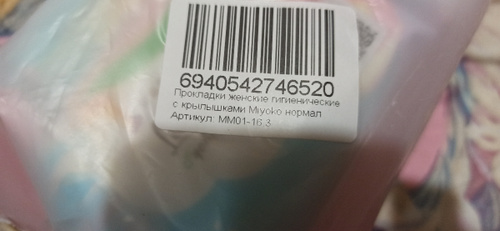 6940542746520
Прокладки женские гигиенические
с крылышками Miyoko нормал
Артикул: MM01-16.3